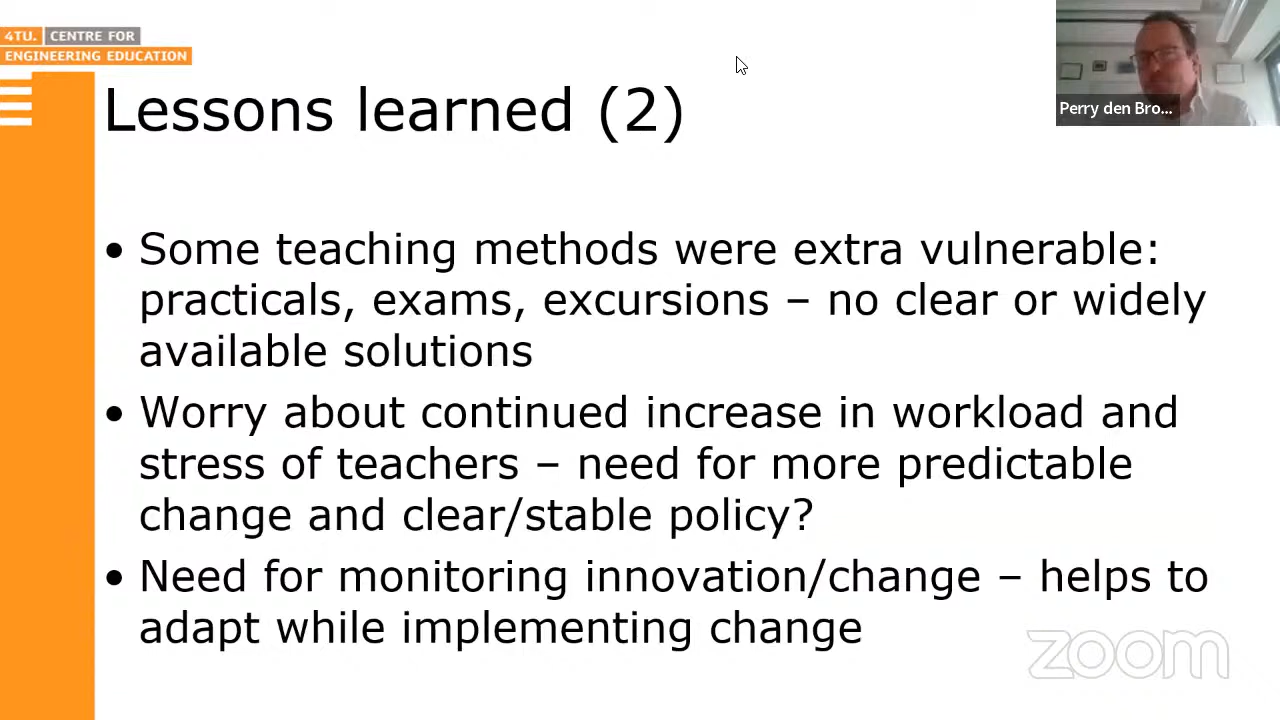 4TU. CENTRE FOR
ENGINEERING EDUCATION
Perry den Bro...
Lessons learned (2)
• Some teaching methods were extra vulnerable:
practicals, exams, excursions – no clear or widely
available solutions
• Worry about continued increase in workload and
stress of teachers – need for more predictable
change and clear/stable policy?
• Need for monitoring innovation/change – helps to
adapt while implementing change
zoom